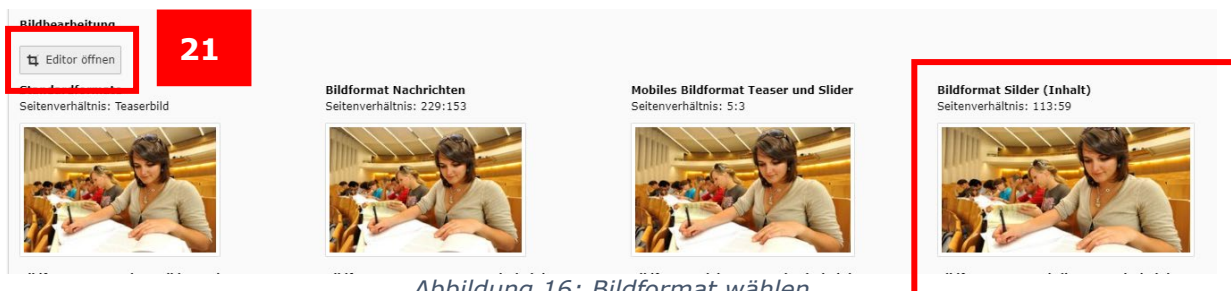 Bildbearbeitung
Editor öffnen
21
Standardformate
Seitenverhältnis: Teaserbild
Bildformat Nachrichten
Seitenverhältnis: 229:153
Mobiles Bildformat Teaser und Slider
Seitenverhältnis: 5:3
Bildformat Silder (Inhalt)
Seitenverhältnis: 113:59
Abbildung 16: Bildformat wählen